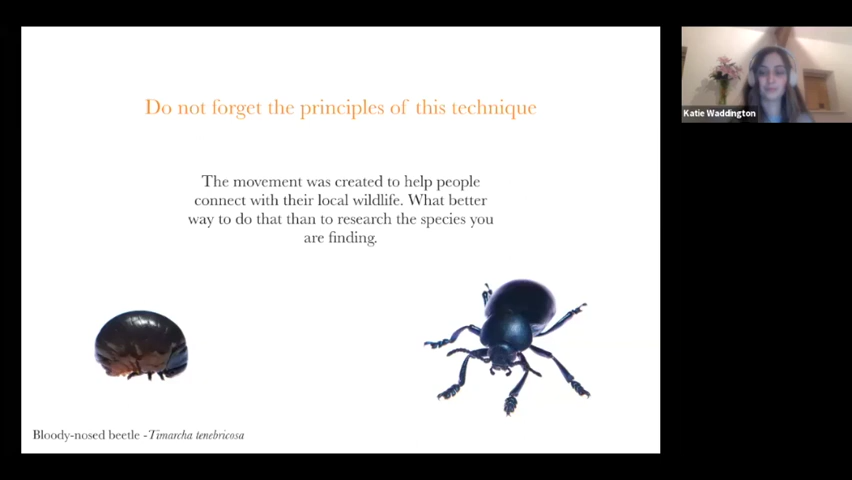 Do not forget the principles of this technique
The movement was created to help people
connect with their local wildlife. What better
way to do that than to research the species you
are finding.
Bloody-nosed beetle - Timarcha tenebricosa
Katie Waddington